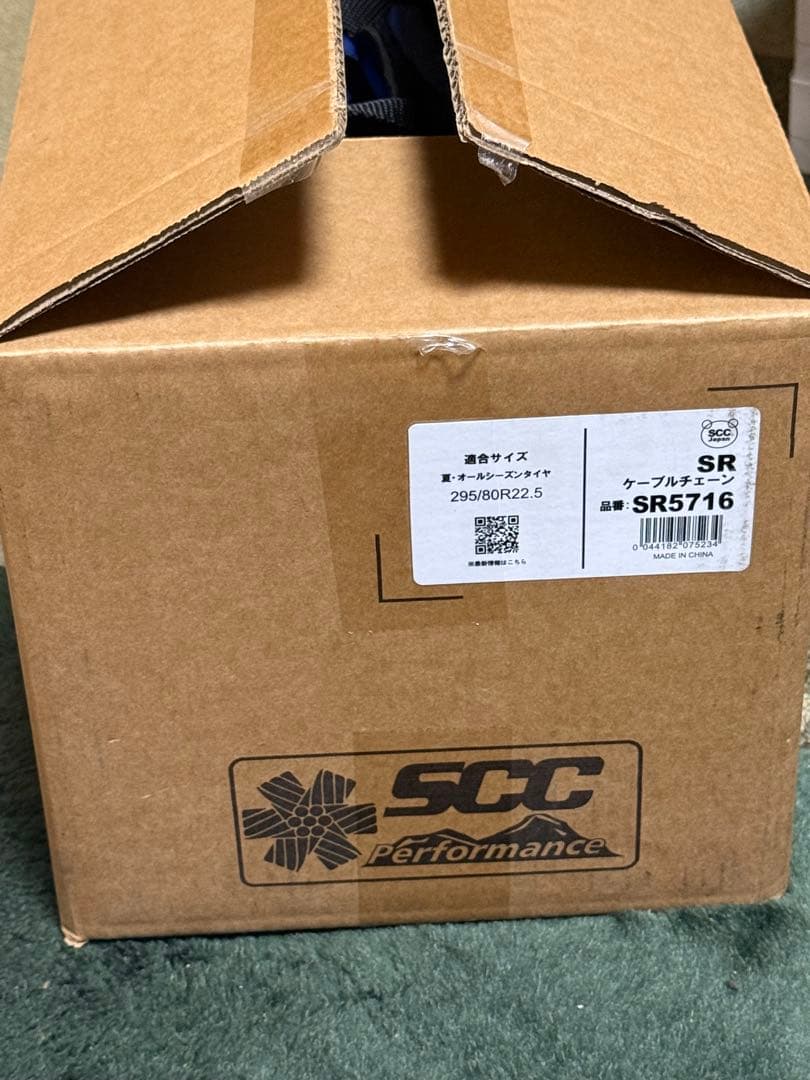 適合サイズ
夏・オールシーズンタイヤ
295/80R22.5
※最新情報はこちら
SCC
Japan
SR
ケーブルチェーン
品番:SR5716
0 044182 075234
MADE IN CHINA
SCC
Performance